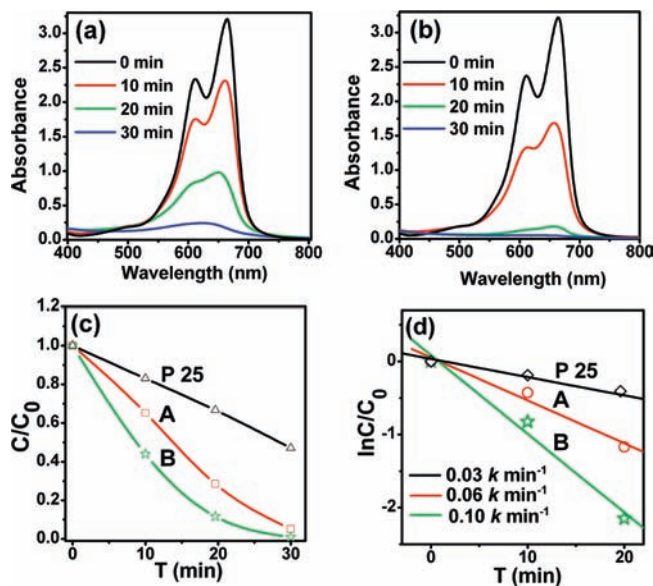 (a)
0 min
10 min
20 min
30 min
Absorbance
3.0
2.5
2.0
1.5
1.0
0.5
0.0
400 500 600 700 800
Wavelength (nm)
(b)
0 min
10 min
20 min
30 min
Absorbance
3.0
2.5
2.0
1.5
1.0
0.5
0.0
400 500 600 700 800
Wavelength (nm)
(c)
P 25
A
B
C/C0
1.2
1.0
0.8
0.6
0.4
0.2
0.0
0 10 20 30
T (min)
(d)
P 25
A
B
0.03 k min-1
0.06 k min-1
0.10 k min-1
lnC/C0
0
-1
-2
0 10 20
T (min)